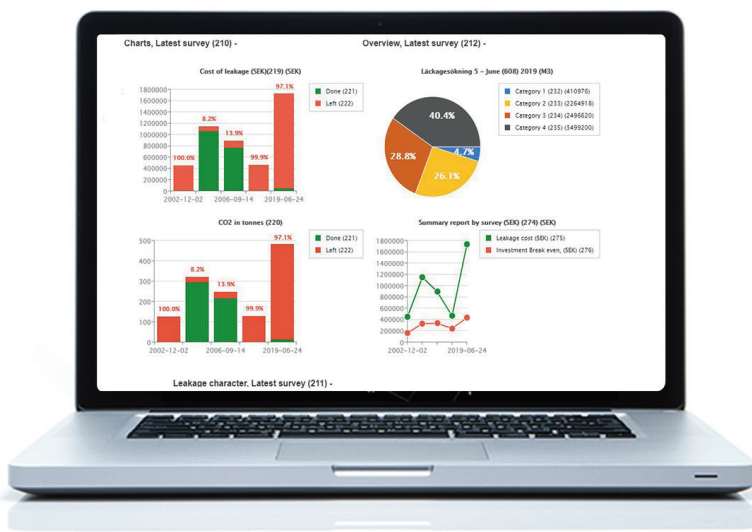 Charts, Latest survey (210) -
Overview, Latest survey (212) -
Cost of leakage (SEK)(219) (SEK)
1800000
1600000
1400000
1200000
1000000
800000
600000
400000
200000
0
100.0%
8.2%
13.9%
99.9%
97.1%
2002-12-02
2006-09-14
2019-06-24
Done (221)
Left (222)
Läckagesökning 5 - June (608) 2019 (M3)
40.4%
4.7%
28.8%
26.1%
Category 1 (232) (410976)
Category 2 (233) (2264918)
Category 3 (234) (2496620)
Category 4 (235) (3499200)
CO2 in tonnes (220)
500
400
300
200
100
0
100.0%
8.2%
13.9%
99.9%
97.1%
2002-12-02
2006-09-14
2019-06-24
Done (221)
Left (222)
Summary report by survey (SEK) (274) (SEK)
1800000
1600000
1400000
1200000
1000000
800000
600000
400000
200000
0
2002-12-02
2019-06-24
Leakage cost (SEK) (275)
Investment Break even, (SEK) (276)
Leakage character, Latest survey (211) -